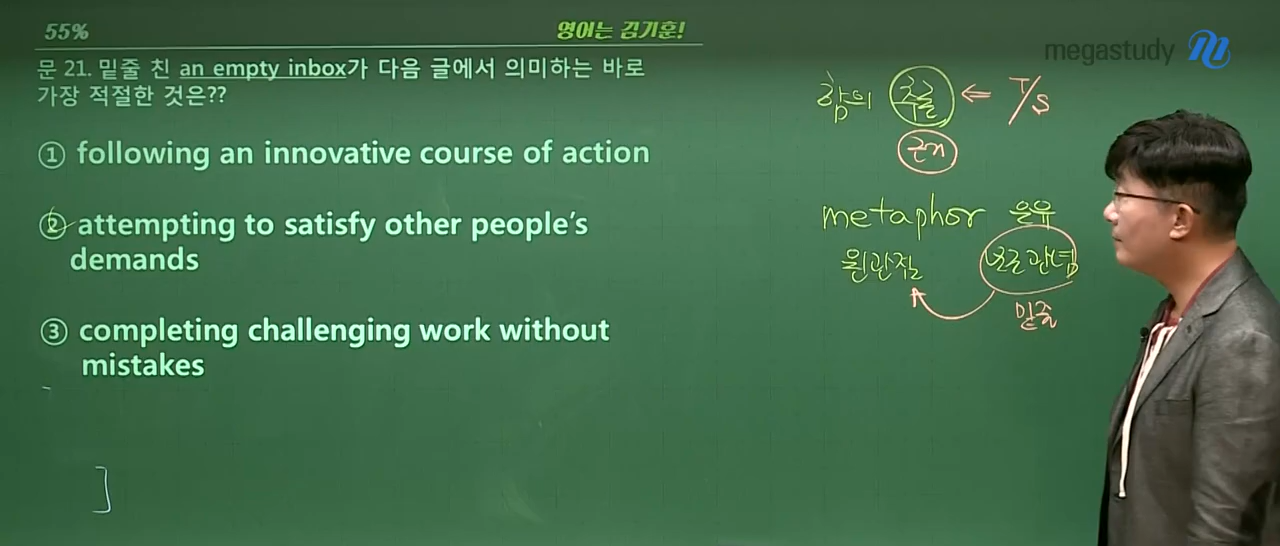 55%
영어는 김기훈!
megastudy
문 21. 밑줄 친 an empty inbox가 다음 글에서 의미하는 바로
가장 적절한 것은??
① following an innovative course of action
② attempting to satisfy other people's
demands
③ completing challenging work without
mistakes
함의 추론 ⇐ T/S
근거
metaphor 은유
원관념 보조관념
밑줄